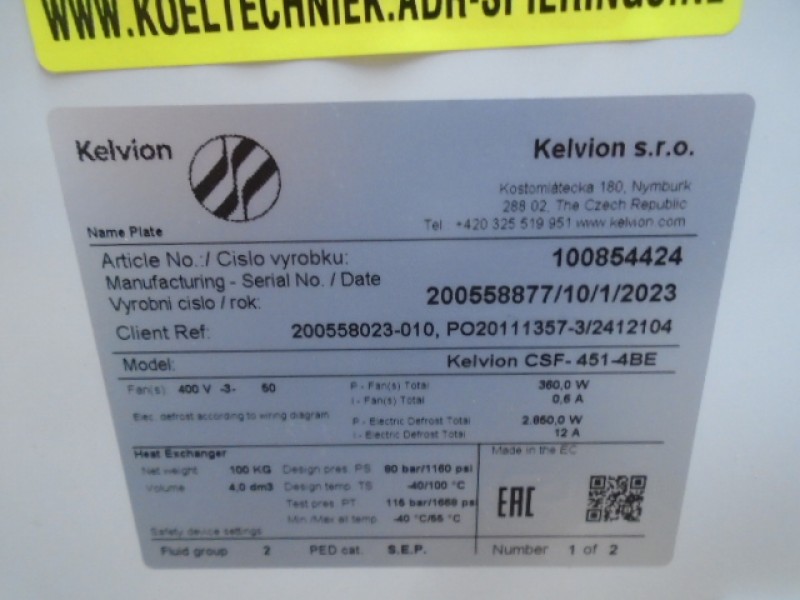 WWW.KOELTECHNIEK.ADR-SPIERINGS.NL
Kelvion
Kelvion s.r.o.
Kostomlátecka 180, Nymburk
288 02, The Czech Republic
Tel +420 325 519 951 www.kelvion.com
Name Plate
Article No.:/ Cislo vyrobku: 100854424
Manufacturing - Serial No. / Date
Vyrobni cislo / rok: 200558877/10/1/2023
Client Ref: 200558023-010, PO20111357-3/2412104
Model: Kelvion CSF- 451-4BE
Fan(s): 400 V -3- 50 P - Fan(s) Total 360,0 W
I - Fan(s) Total 0,6 A
Elec. defrost according to wiring diagram P - Electric Defrost Total 2.860,0 W
I - Electric Defrost Total 12 A
Heat Exchanger Made in the EC
Net weight 100 KG Design pres. PS 80 bar/1160 psi
Volume 4,0 dm3 Design temp. TS -40/100 °C
Test pres. PT 115 bar/1668 psi
Min./Max at temp. -40 °C/55 °C
EAC
Safety device settings
Fluid group 2 PED cat. S.E.P. Number 1 of 2